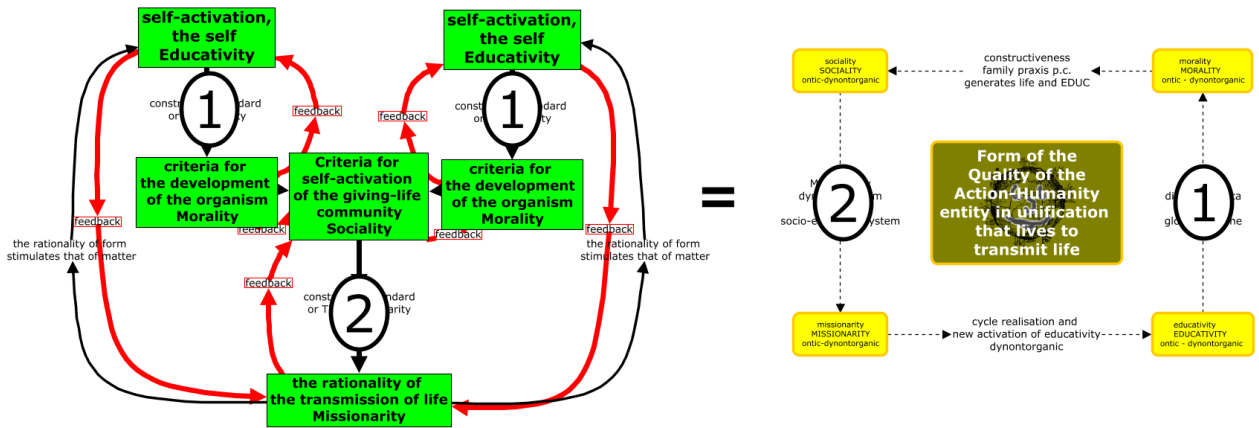 self-activation,
the self
Educativity
self-activation,
the self
Educativity
1
1
feedback
feedback
criteria for
the development
of the organism
Morality
Criteria for
self-activation
of the giving-life
community
Sociality
criteria for
the development
of the organism
Morality
feedback
feedback
feedback
feedback
the rationality of form
stimulates that of matter
the rationality of form
stimulates that of matter
feedback
2
the rationality of
the transmission of life
Missionarity
=
sociality
SOCIALITY
ontic-dynontorganic
constructiveness
family praxis p.c.
generates life and EDUC
morality
MORALITY
ontic - dynontorganic
2
Form of the
Quality of the
Action-Humanity
entity in unification
that lives to
transmit life
1
missionarity
MISSIONARITY
ontic-dynontorganic
cycle realisation and
new activation of educativity
dynontorganic
educativity
EDUCATIVITY
ontic - dynontorganic